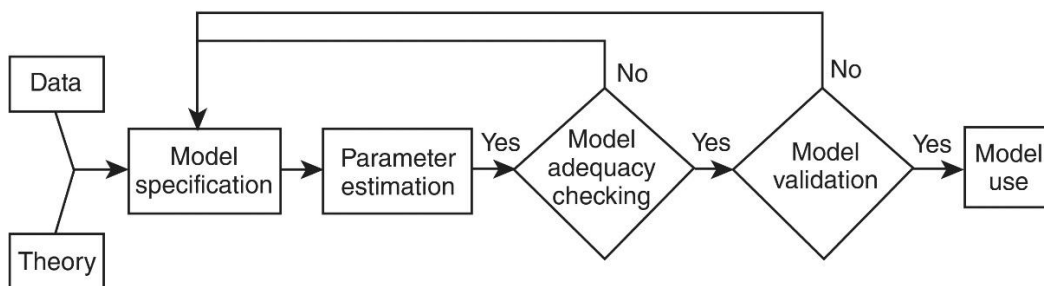 No
No
Data
Model
specification
Parameter
estimation
Yes
Model
adequacy
checking
Yes
Model
validation
Yes
Model
use
Theory